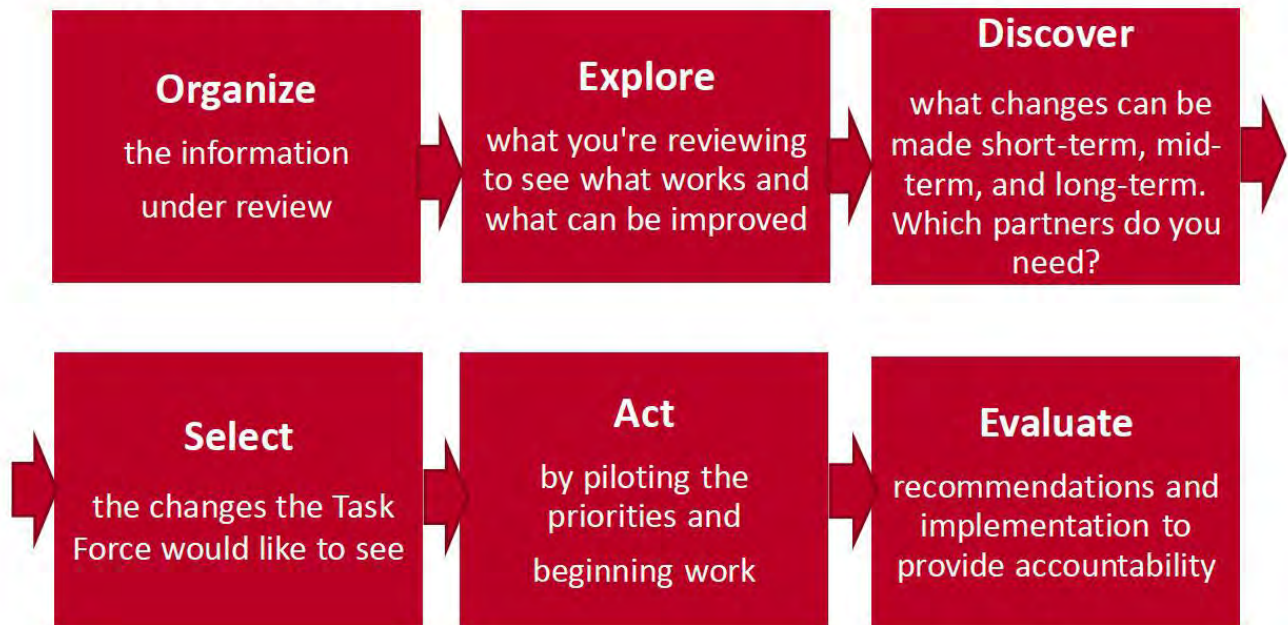 Organize
the information
under review
Explore
what you're reviewing
to see what works and
what can be improved
Discover
what changes can be
made short-term, mid-
term, and long-term.
Which partners do you
need?
Select
the changes the Task
Force would like to see
Act
by piloting the
priorities and
beginning work
Evaluate
recommendations and
implementation to
provide accountability